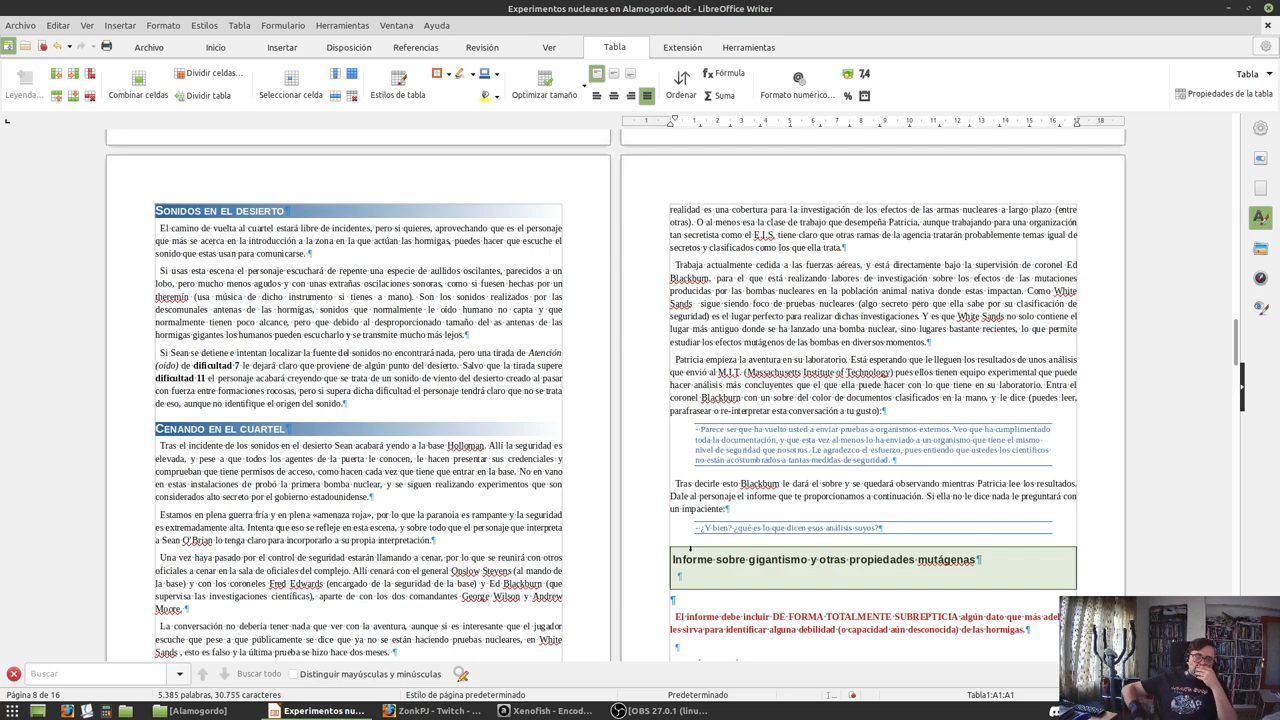 Experimentos nucleares en Alamogordo.odt - LibreOffice Writer
Archivo Editar Ver Insertar Formato Estilos Tabla Formulario Herramientas Ventana Ayuda
Archivo Inicio Insertar Disposición Referencias Revisión Ver Tabla Extensión Herramientas
Leyenda... Combinar celdas Dividir celdas... Dividir tabla Seleccionar celda Estilos de tabla Optimizar tamaño Ordenar Fórmula Suma Formato numérico... Tabla Propiedades de la tabla
SONIDOS EN EL DESIERTO¶
El camino de vuelta al cuartel estará libre de incidentes, pero si quieres, aprovechando que es el personaje
que más se acerca en la introducción a la zona en la que actúan las hormigas, puedes hacer que escuche el
sonido que estas usan para comunicarse. ¶
Si usas esta escena el personaje escuchará de repente una especie de aullidos oscilantes, parecidos a un
lobo, pero mucho menos agudos y con unas extrañas oscilaciones sonoras, como si fuesen hechas por un
theremín (usa música de dicho instrumento si tienes a mano). Son los sonidos realizados por las
descomunales antenas de las hormigas, sonidos que normalmente le oído humano no capta y que
normalmente tienen poco alcance, pero que debido al desproporcionado tamaño del as antenas de las
hormigas gigantes los humanos pueden escucharlo y se transmite mucho más lejos.¶
Si Sean se detiene e intentan localizar la fuente del sonidos no encontrará nada, pero una tirada de Atención
(oído) de dificultad 7 le dejará claro que proviene de algún punto del desierto. Salvo que la tirada supere
dificultad 11 el personaje acabará creyendo que se trata de un sonido de viento del desierto creado al pasar
con fuerza entre formaciones rocosas, pero si supera dicha dificultad el personaje tendrá claro que no se trata
de eso, aunque no identifique el origen del sonido.¶
CENANDO EN EL CUARTEL¶
Tras el incidente de los sonidos en el desierto Sean acabará yendo a la base Holloman. Allí la seguridad es
elevada, y pese a que todos los agentes de la puerta le conocen, le hacen presentar sus credenciales y
comprueban que tiene permisos de acceso, como hacen cada vez que tiene que entrar en la base. No en vano
en estas instalaciones de probó la primera bomba nuclear, y se siguen realizando experimentos que son
considerados alto secreto por el gobierno estadounidense.¶
Estamos en plena guerra fría y la «amenaza roja», por lo que la paranoia es rampante y la seguridad
es extremadamente alta. Intenta que eso se refleje en esta escena, y sobre todo que el personaje que interpreta
a Sean O'Brian lo tenga claro para incorporarlo a su propia interpretación.¶
Una vez haya pasado por el control de seguridad estarán llamando a cenar, por lo que se reunirá con otros
oficiales a cenar en la sala de oficiales del complejo. Allí cenará con el general Onslow Stevens (al mando de
la base) y con los coroneles Fred Edwards (encargado de la seguridad de la base) y Ed Blackburn (que
supervisa las investigaciones científicas), aparte de con los dos comandantes George Wilson y Andrew
Moore. ¶
La conversación no debería tener nada que ver con la aventura, aunque si es interesante que el jugador
escuche que pese a que públicamente se dice que ya no se están haciendo pruebas nucleares, en White
Sands , esto es falso y la última prueba se hizo hace dos meses. ¶
realidad es una cobertura para la investigación de los efectos de las armas nucleares a largo plazo (entre
otras). O al menos esa la clase de trabajo que desempeña Patricia, aunque trabajando para una organización
tan secretista como el E.I.S. tiene claro que otras ramas de la agencia tratarán probablemente temas igual de
secretos y clasificados como los que ella trata.¶
Trabaja actualmente cedida a las fuerzas aéreas, y está directamente bajo la supervisión de coronel Ed
Blackburn, para el que está realizando labores de investigación sobre los efectos de las mutaciones
producidas por las bombas nucleares en la población animal nativa donde estas impactan. Como White
Sands sigue siendo foco de pruebas nucleares (algo secreto pero que ella sabe por su clasificación de
seguridad) es el lugar perfecto para realizar dichas investigaciones. Y es que White Sands no solo contiene el
lugar más antiguo donde se ha lanzado una bomba nuclear, sino lugares bastante recientes, lo que permite
estudiar los efectos mutágenos de las bombas en diversos momentos.¶
Patricia empieza la aventura en su laboratorio. Está esperando que le lleguen los resultados de unos análisis
que envió al M.I.T. (Massachusetts Institute of Technology) pues ellos tienen equipo experimental que puede
hacer análisis más concluyentes que el que ella puede hacer con lo que tiene en su laboratorio. Entra el
coronel Blackburn con un sobre del color de documentos clasificados en la mano, y le dice (puedes leer,
parafrasear o re-interpretar esta conversación a tu gusto):¶
- Parece ser que ha vuelto usted a enviar pruebas a organismos externos. Veo que ha cumplimentado
toda la documentación, y que esta vez al menos lo ha enviado a un organismo que tiene el mismo
nivel de seguridad que nosotros. Le agradezco el esfuerzo, pues entiendo que ustedes los científicos
no están acostumbrados a tantas medidas de seguridad. ¶
Tras decirle esto Blackburn le dará el sobre y se quedará observando mientras Patricia lee los resultados.
Dale al personaje el informe que te proporcionamos a continuación. Si ella no le dice nada le preguntará con
un impaciente:¶
- ¿Y bien? ¿qué es lo que dicen esos análisis suyos?¶
Informe sobre gigantismo y otras propiedades mutágenas¶
¶
¶
El informe debe incluir DE FORMA TOTALMENTE SUBREPTICIA algún dato que más adel
les sirva para identificar alguna debilidad (o capacidad aún desconocida) de las hormigas.¶
¶
Buscar Buscar todo Distinguir mayúsculas y minúsculas
Página 8 de 16 5.385 palabras, 30.755 caracteres Estilo de página predeterminado Predeterminado Tabla1:A1:A1
[Alamogordo] Experimentos nu... ZonkPJ - Twitch - ... Xenofish - Encod... [OBS 27.0.1 (linu...